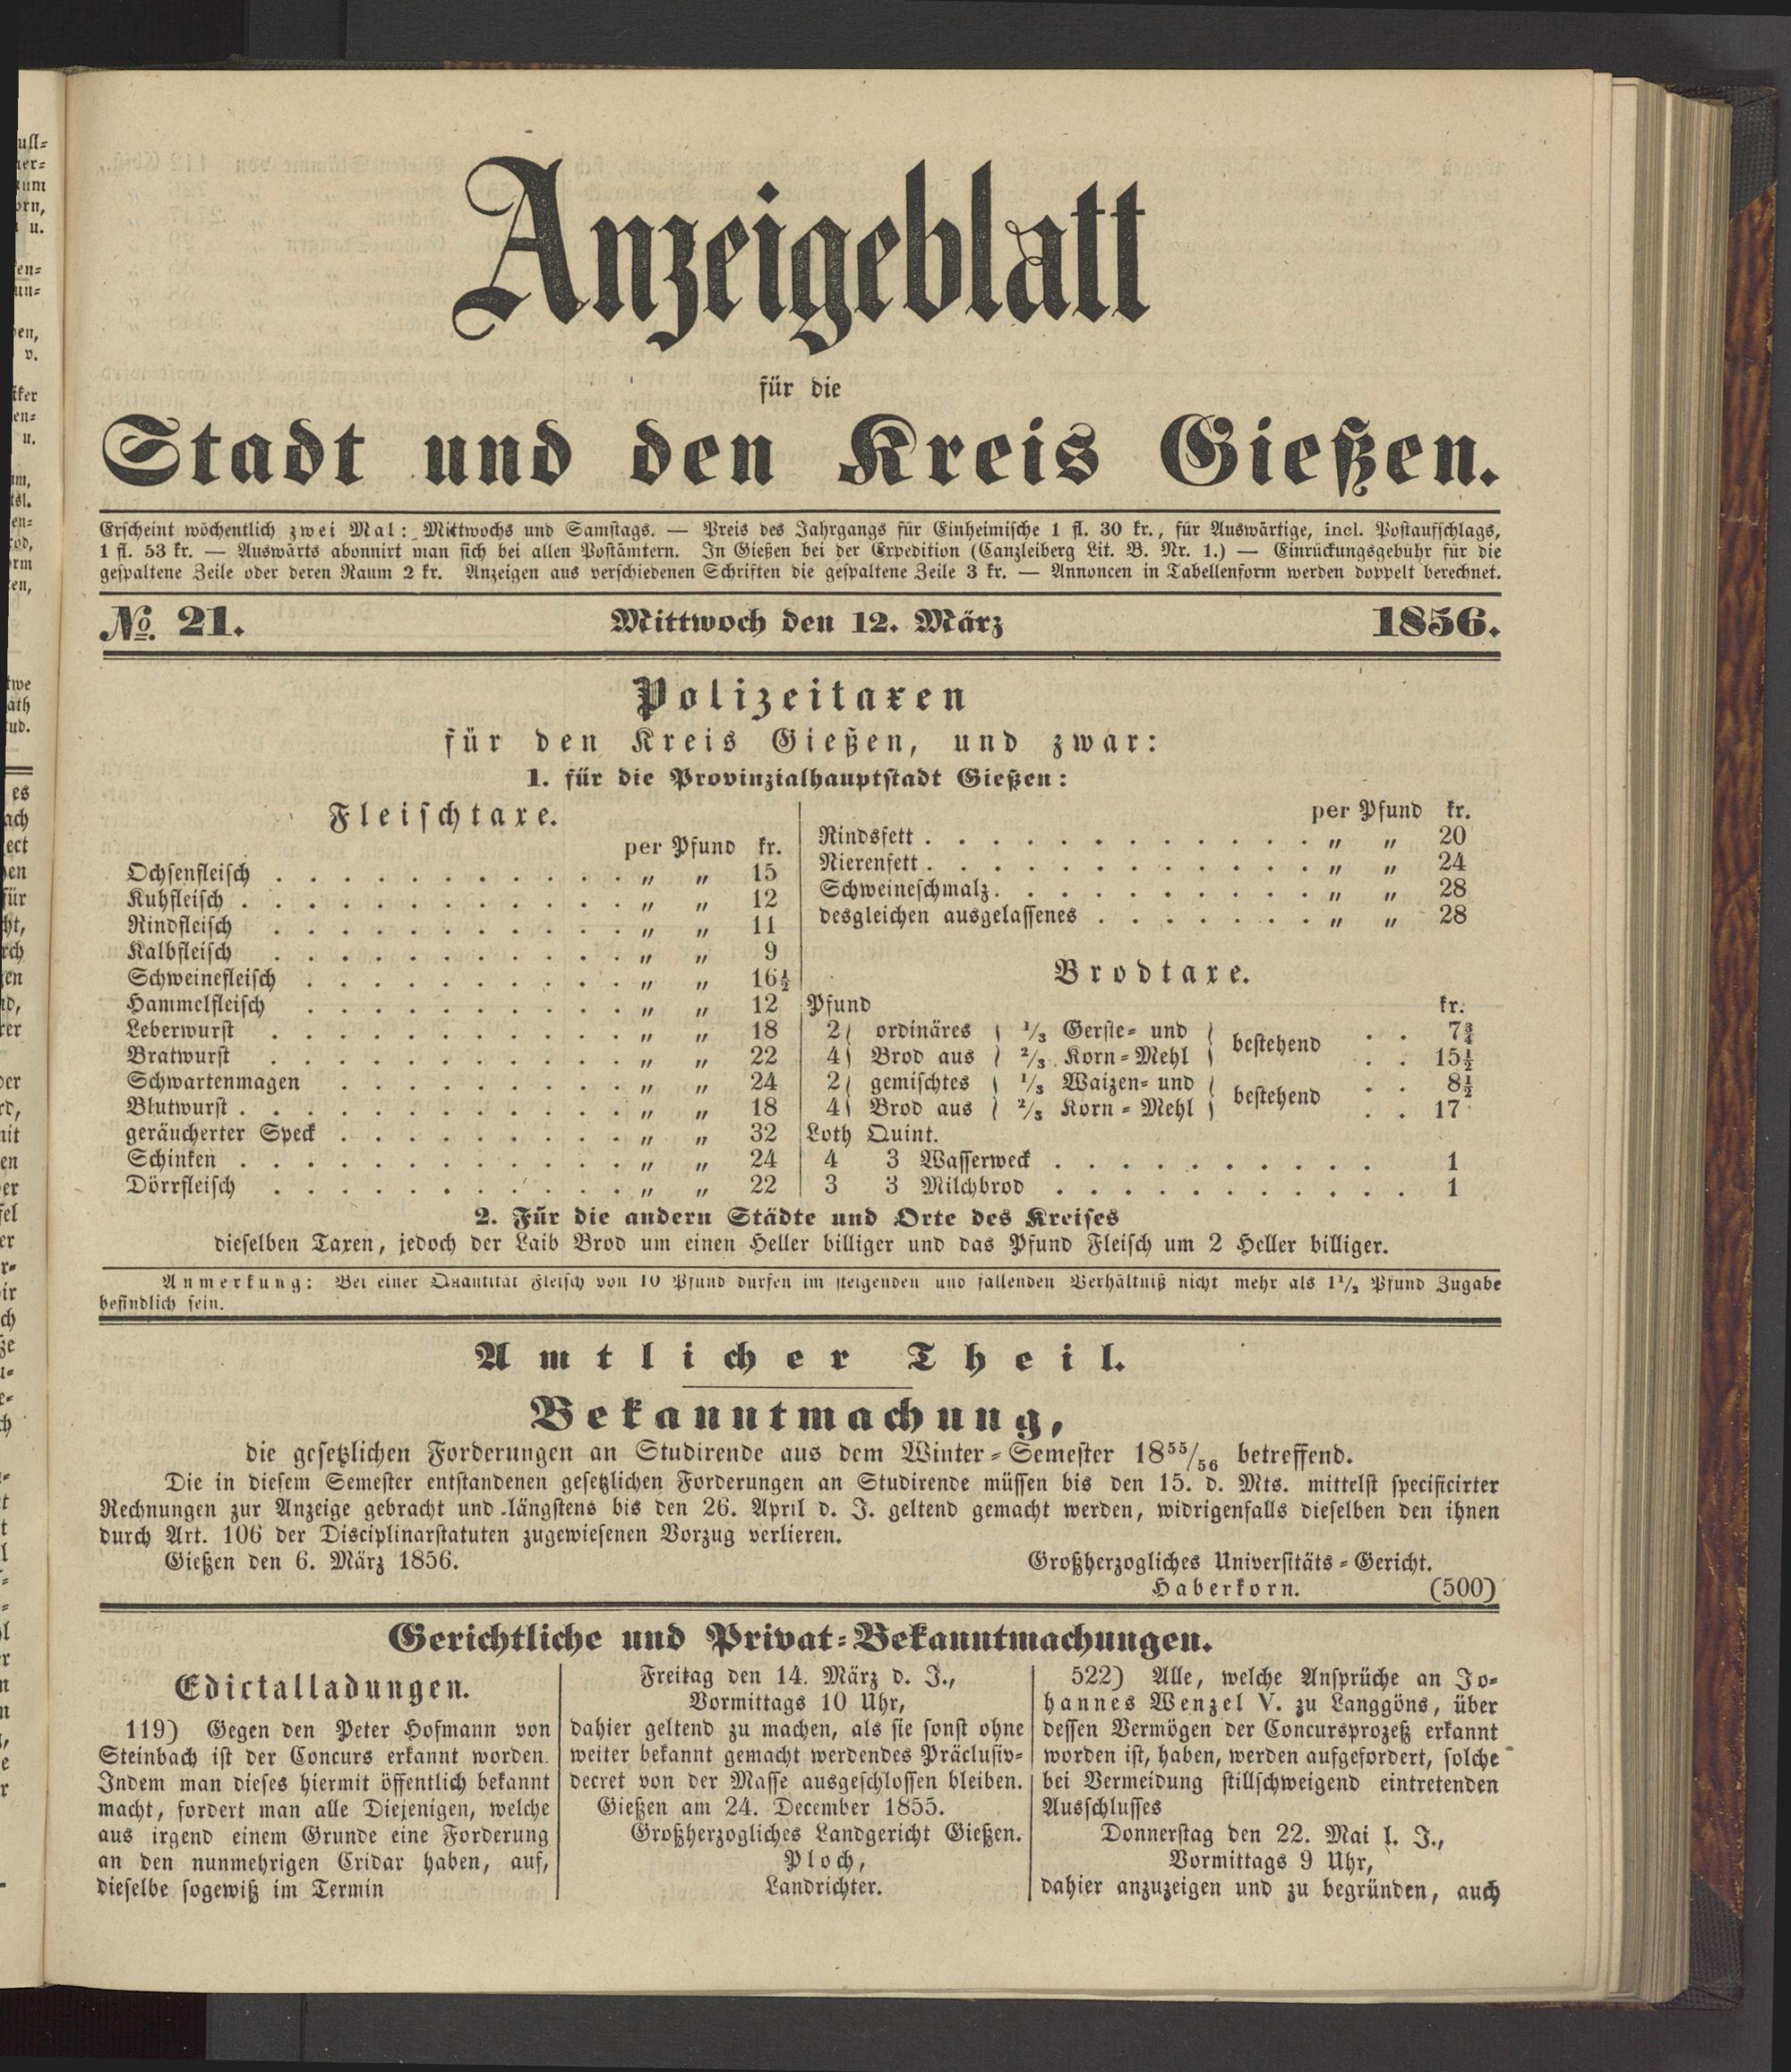 Anzeigeblatt
für die
Stadt und den Kreis Gießen.
Erscheint wöchentlich zwei Mal: Mittwochs und Samstags. — Preis des Jahrgangs für Einheimische 1 fl. 30 kr., für Auswärtige, incl. Postaufschlags,
1 fl. 53 kr. — Auswärts abonnirt man sich bei allen Postämtern. In Gießen bei der Expedition (Canzleiberg Lit. B. Nr. 1.) — Einrückungsgebühr für die
gespaltene Zeile oder deren Raum 2 kr. Anzeigen aus verschiedenen Schriften die gespaltene Zeile 3 kr. — Annoncen in Tabellenform werden doppelt berechnet.
No. 21. Mittwoch den 12. März 1856.
Polizeitaxen
für den Kreis Gießen, und zwar:
1. für die Provinzialhauptstadt Gießen:
Fleischtaxe.
per Pfund kr.
Ochsenfleisch . . . . . . . . . . . „ „ 15
Kuhfleisch . . . . . . . . . . . . „ „ 12
Rindfleisch . . . . . . . . . . . „ „ 11
Kalbfleisch . . . . . . . . . . . „ „ 9
Schweinefleisch . . . . . . . . . . „ „ 16½
Hammelfleisch . . . . . . . . . . „ „ 12
Leberwurst . . . . . . . . . . . „ „ 18
Bratwurst . . . . . . . . . . . „ „ 22
Schwartenmagen . . . . . . . . . „ „ 24
Blutwurst . . . . . . . . . . . . „ „ 18
geräucherter Speck . . . . . . . . . „ „ 32
Schinken . . . . . . . . . . . . „ „ 24
Dörrfleisch . . . . . . . . . . . „ „ 22
per Pfund kr.
Rindsfett . . . . . . . . . . . . „ „ 20
Nierenfett . . . . . . . . . . . . „ „ 24
Schweineschmalz . . . . . . . . . . „ „ 28
desgleichen ausgelassenes . . . . . . . „ „ 28
Brodtaxe.
Pfund kr.
2 } ordinäres { 1/3 Gerste- und } bestehend . . 7¾
4 } Brod aus { 2/3 Korn-Mehl } . . 15½
2 } gemischtes { 1/3 Waizen- und } bestehend . . 8½
4 } Brod aus { 2/3 Korn-Mehl } . . 17
Loth Quint.
4 3 Wasserweck . . . . . . . . . . 1
3 3 Milchbrod . . . . . . . . . . . 1
2. Für die andern Städte und Orte des Kreises
dieselben Taxen, jedoch der Laib Brod um einen Heller billiger und das Pfund Fleisch um 2 Heller billiger.
Anmerkung: Bei einer Quantität Fleisch von 10 Pfund dürfen im steigenden und fallenden Verhältniß nicht mehr als 1½ Pfund Zugabe
befindlich sein.
Amtlicher Theil.
Bekanntmachung,
die gesetzlichen Forderungen an Studirende aus dem Winter-Semester 1855/56 betreffend.
Die in diesem Semester entstandenen gesetzlichen Forderungen an Studirende müssen bis den 15. d. Mts. mittelst specificirter
Rechnungen zur Anzeige gebracht und längstens bis den 26. April d. J. geltend gemacht werden, widrigenfalls dieselben den ihnen
durch Art. 106 der Disciplinarstatuten zugewiesenen Vorzug verlieren.
Gießen den 6. März 1856. Großherzogliches Universitäts-Gericht.
Haberkorn. (500)
Gerichtliche und Privat-Bekanntmachungen.
Edictalladungen.
119) Gegen den Peter Hofmann von
Steinbach ist der Concurs erkannt worden.
Indem man dieses hiermit öffentlich bekannt
macht, fordert man alle Diejenigen, welche
aus irgend einem Grunde eine Forderung
an den nunmehrigen Cridar haben, auf,
dieselbe sogewiß im Termin
Freitag den 14. März d. J.,
Vormittags 10 Uhr,
dahier geltend zu machen, als sie sonst ohne
weiter bekannt gemacht werdendes Präclusiv-
decret von der Masse ausgeschlossen bleiben.
Gießen am 24. December 1855.
Großherzogliches Landgericht Gießen.
Ploch,
Landrichter.
522) Alle, welche Ansprüche an Jo-
hannes Wenzel V. zu Langgöns, über
dessen Vermögen der Concursprozeß erkannt
worden ist, haben, werden aufgefordert, solche
bei Vermeidung stillschweigend eintretenden
Ausschlusses
Donnerstag den 22. Mai l. J.,
Vormittags 9 Uhr,
dahier anzuzeigen und zu begründen, auch